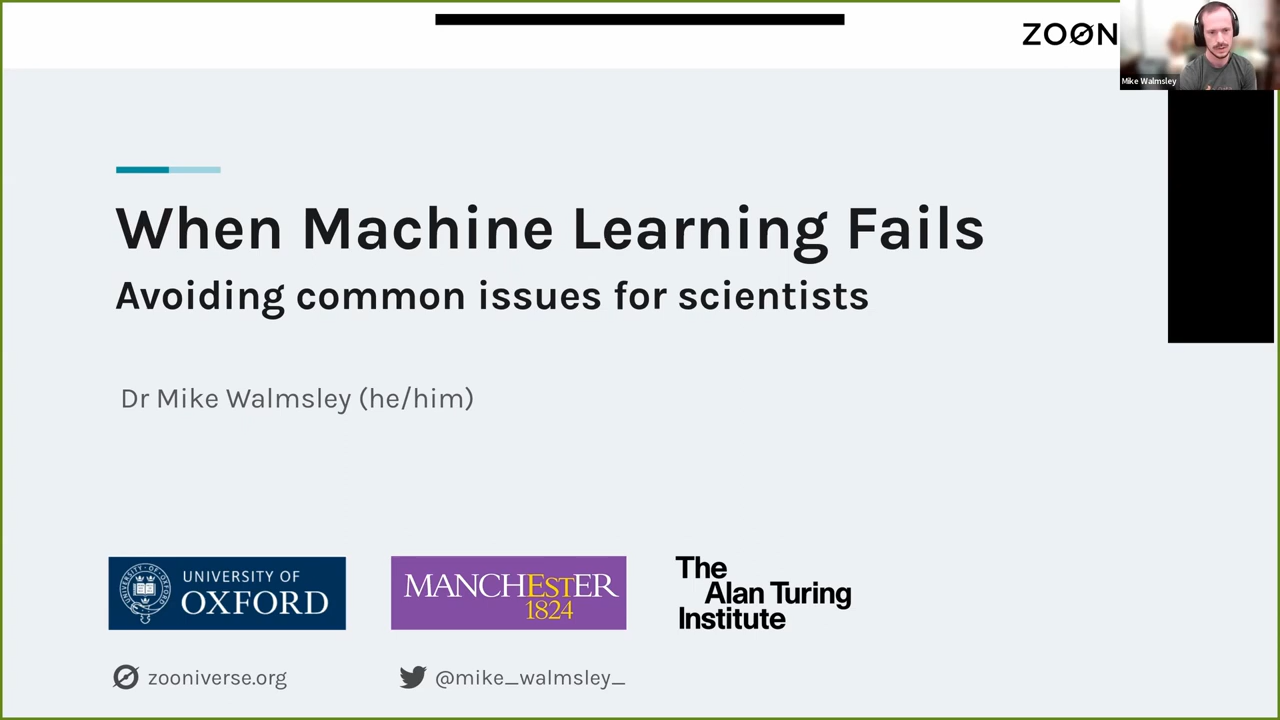 ZOON
Mike Walmsley
When Machine Learning Fails
Avoiding common issues for scientists
Dr Mike Walmsley (he/him)
UNIVERSITY OF
OXFORD
MANCHESTER
1824
The
Alan Turing
Institute
zooniverse.org
@mike_walmsley_